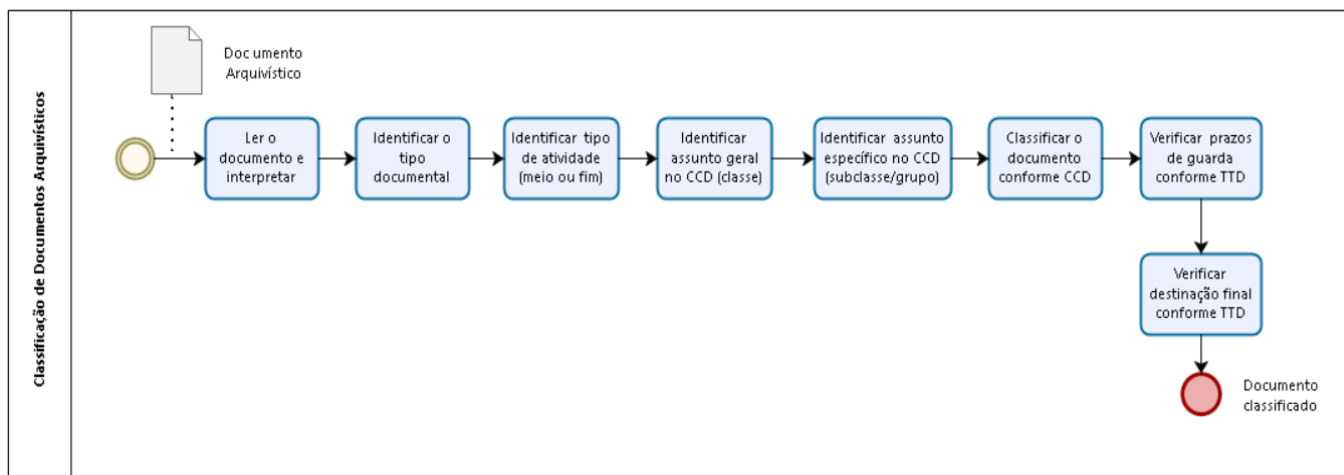 Classificação de Documentos Arquivísticos
Doc umento
Arquivístico
Ler o
documento e
interpretar
Identificar o
tipo
documental
Identificar tipo
de atividade
(meio ou fim)
Identificar
assunto geral
no CCD (classe)
Identificar assunto
específico no CCD
(subclasse/grupo)
Classificar o
documento
conforme CCD
Verificar prazos
de guarda
conforme TTD
Verificar
destinação final
conforme TTD
Documento
classificado